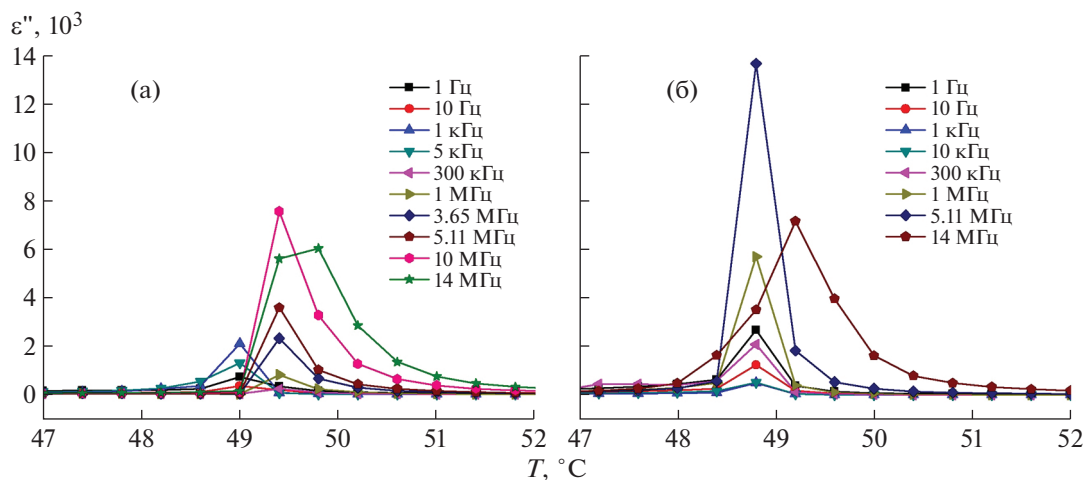 ε", 10³
14
12
10
8
6
4
2
0
(а)
1 Гц
10 Гц
1 кГц
5 кГц
300 кГц
1 МГц
3.65 МГц
5.11 МГц
10 МГц
14 МГц
47 48 49 50 51 52
(б)
1 Гц
10 Гц
1 кГц
10 кГц
300 кГц
1 МГц
5.11 МГц
14 МГц
47 48 49 50 51 52
T, °C